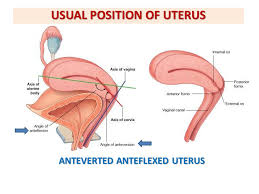 USUAL POSITION OF UTERUS
Axis of vagina
Axis of
uterine
body
Axis of cervix
Angle of
anteflexion
Angle of anteversion
Internal os
Anterior fornix
Vaginal canal
Posterior
fornix
External os
ANTEVERTED ANTEFLEXED UTERUS